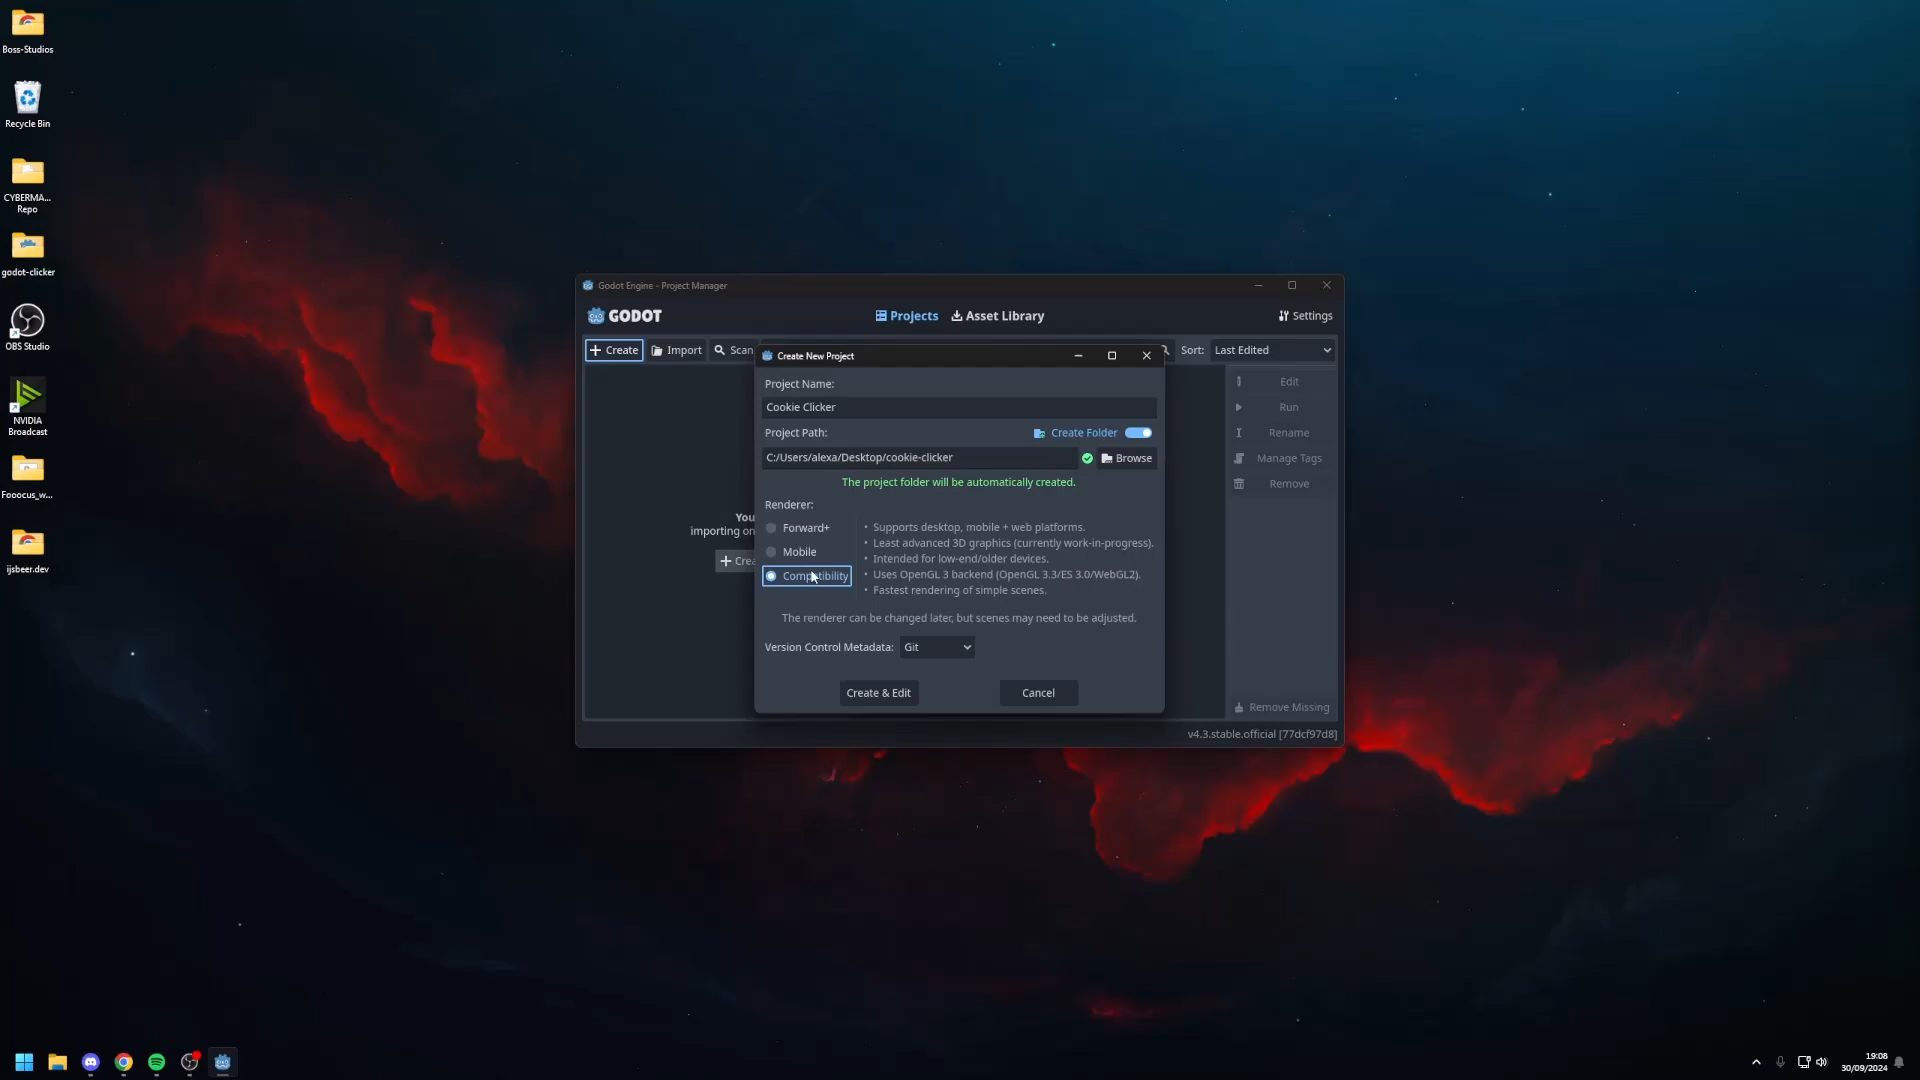 Boss-Studios
Recycle Bin
CYBERMA...
Repo
godot-clicker
OBS Studio
NVIDIA
Broadcast
Fooocus_w...
ijsbeer.dev
Godot Engine - Project Manager
GODOT
Projects
Asset Library
Settings
Create
Import
Scan
Sort:
Last Edited
You
importing on
Crea
Create New Project
Project Name:
Cookie Clicker
Project Path:
Create Folder
C:/Users/alexa/Desktop/cookie-clicker
Browse
The project folder will be automatically created.
Renderer:
Forward+
Mobile
Compatibility
• Supports desktop, mobile + web platforms.
• Least advanced 3D graphics (currently work-in-progress).
• Intended for low-end/older devices.
• Uses OpenGL 3 backend (OpenGL 3.3/ES 3.0/WebGL2).
• Fastest rendering of simple scenes.
The renderer can be changed later, but scenes may need to be adjusted.
Version Control Metadata:
Git
Create & Edit
Cancel
Edit
Run
Rename
Manage Tags
Remove
Remove Missing
v4.3.stable.official [77dcf97d8]
19:08
30/09/2024